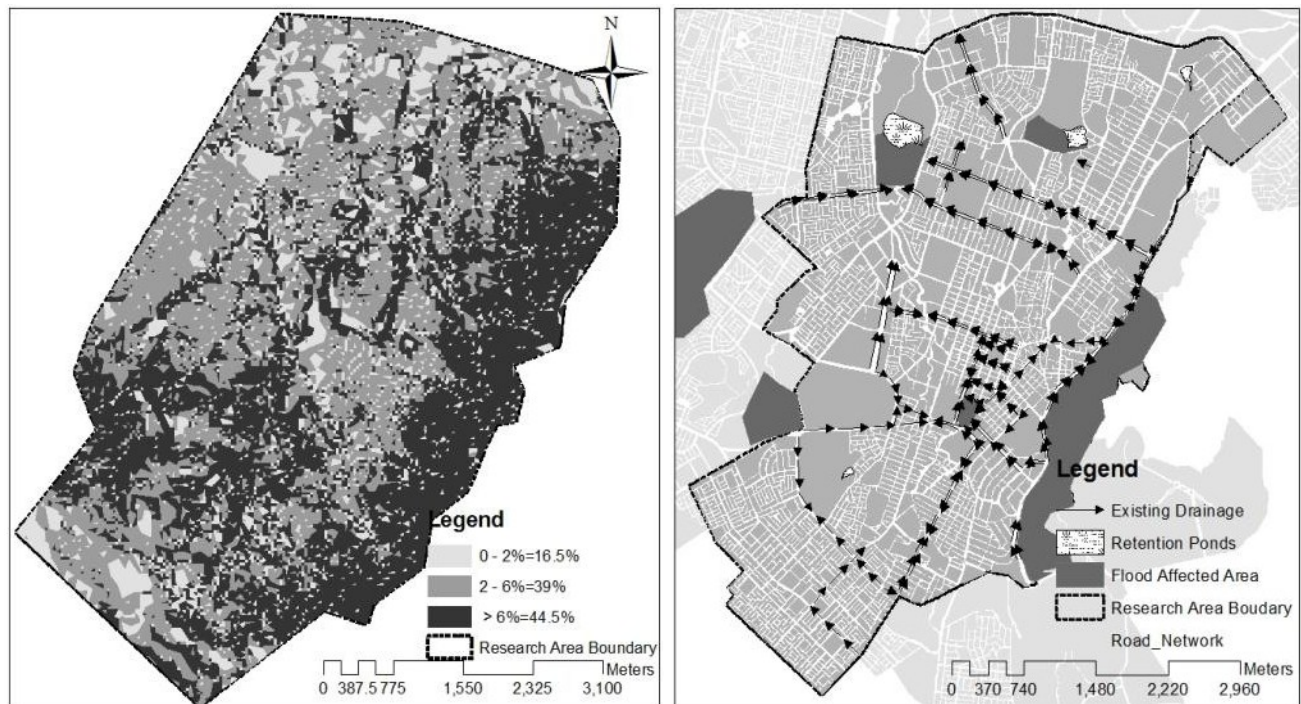 N
Legend
0 - 2%=16.5%
2 - 6%=39%
> 6%=44.5%
Research Area Boundary
Meters
0 387.5 775 1,550 2,325 3,100
Legend
Existing Drainage
Retention Ponds
Flood Affected Area
Research Area Boudary
Road_Network
Meters
0 370 740 1,480 2,220 2,960